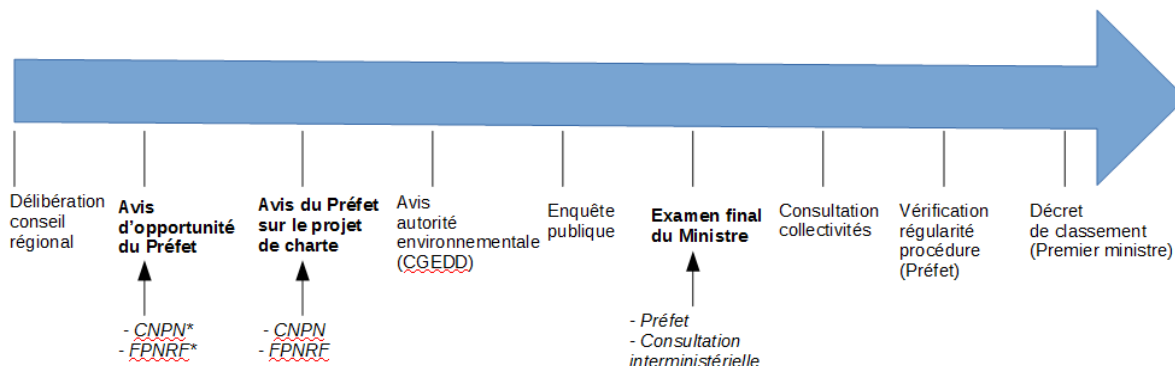 Délibération
conseil
régional
Avis
d'opportunité
du Préfet
Avis du Préfet
sur le projet
de charte
Avis
autorité
environnementale
(CGEDD)
Enquête
publique
Examen final
du Ministre
Consultation
collectivités
Vérification
régularité
procédure
(Préfet)
Décret
de classement
(Premier ministre)
- CNPN*
- FPNRF*
- CNPN
- FPNRF
- Préfet
- Consultation
interministérielle